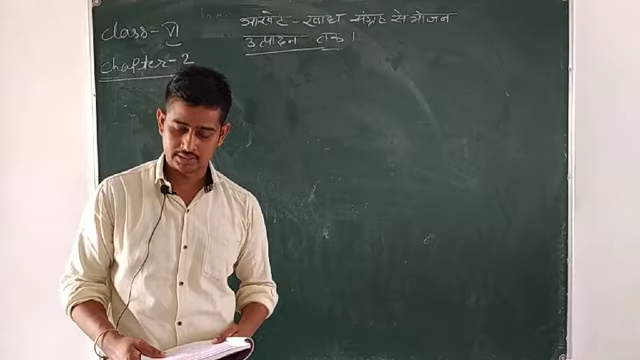 class-VI
Chapter-2
आखेट-खाद्य संग्रह से भोजन
उत्पादन तक।